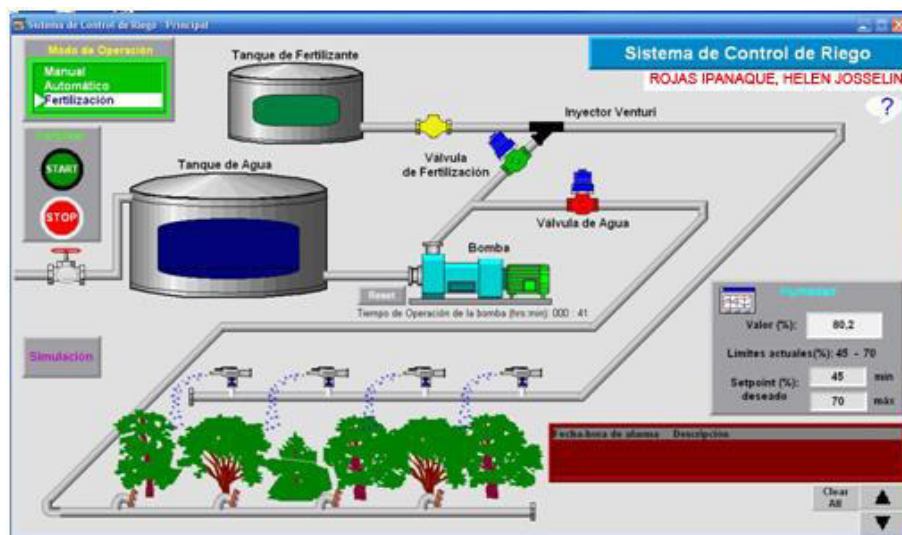 Sistema de Control de Riego - Principal
Modo de Operación
Manual
Automático
Fertilización
START
STOP
Simulación
Tanque de Fertilizante
Tanque de Agua
Válvula
de Fertilización
Inyector Venturi
Válvula de Agua
Bomba
Reset
Tiempo de Operación de la bomba (hrs:min): 000 : 41
Sistema de Control de Riego
ROJAS IPANAQUE, HELEN JOSSELIN
?
Humedad
Valor (%): 80,2
Límites actuales(%): 45 - 70
Setpoint (%): 45 min
deseado 70 máx
Fecha-hora de alarma Descripción
Clear
All